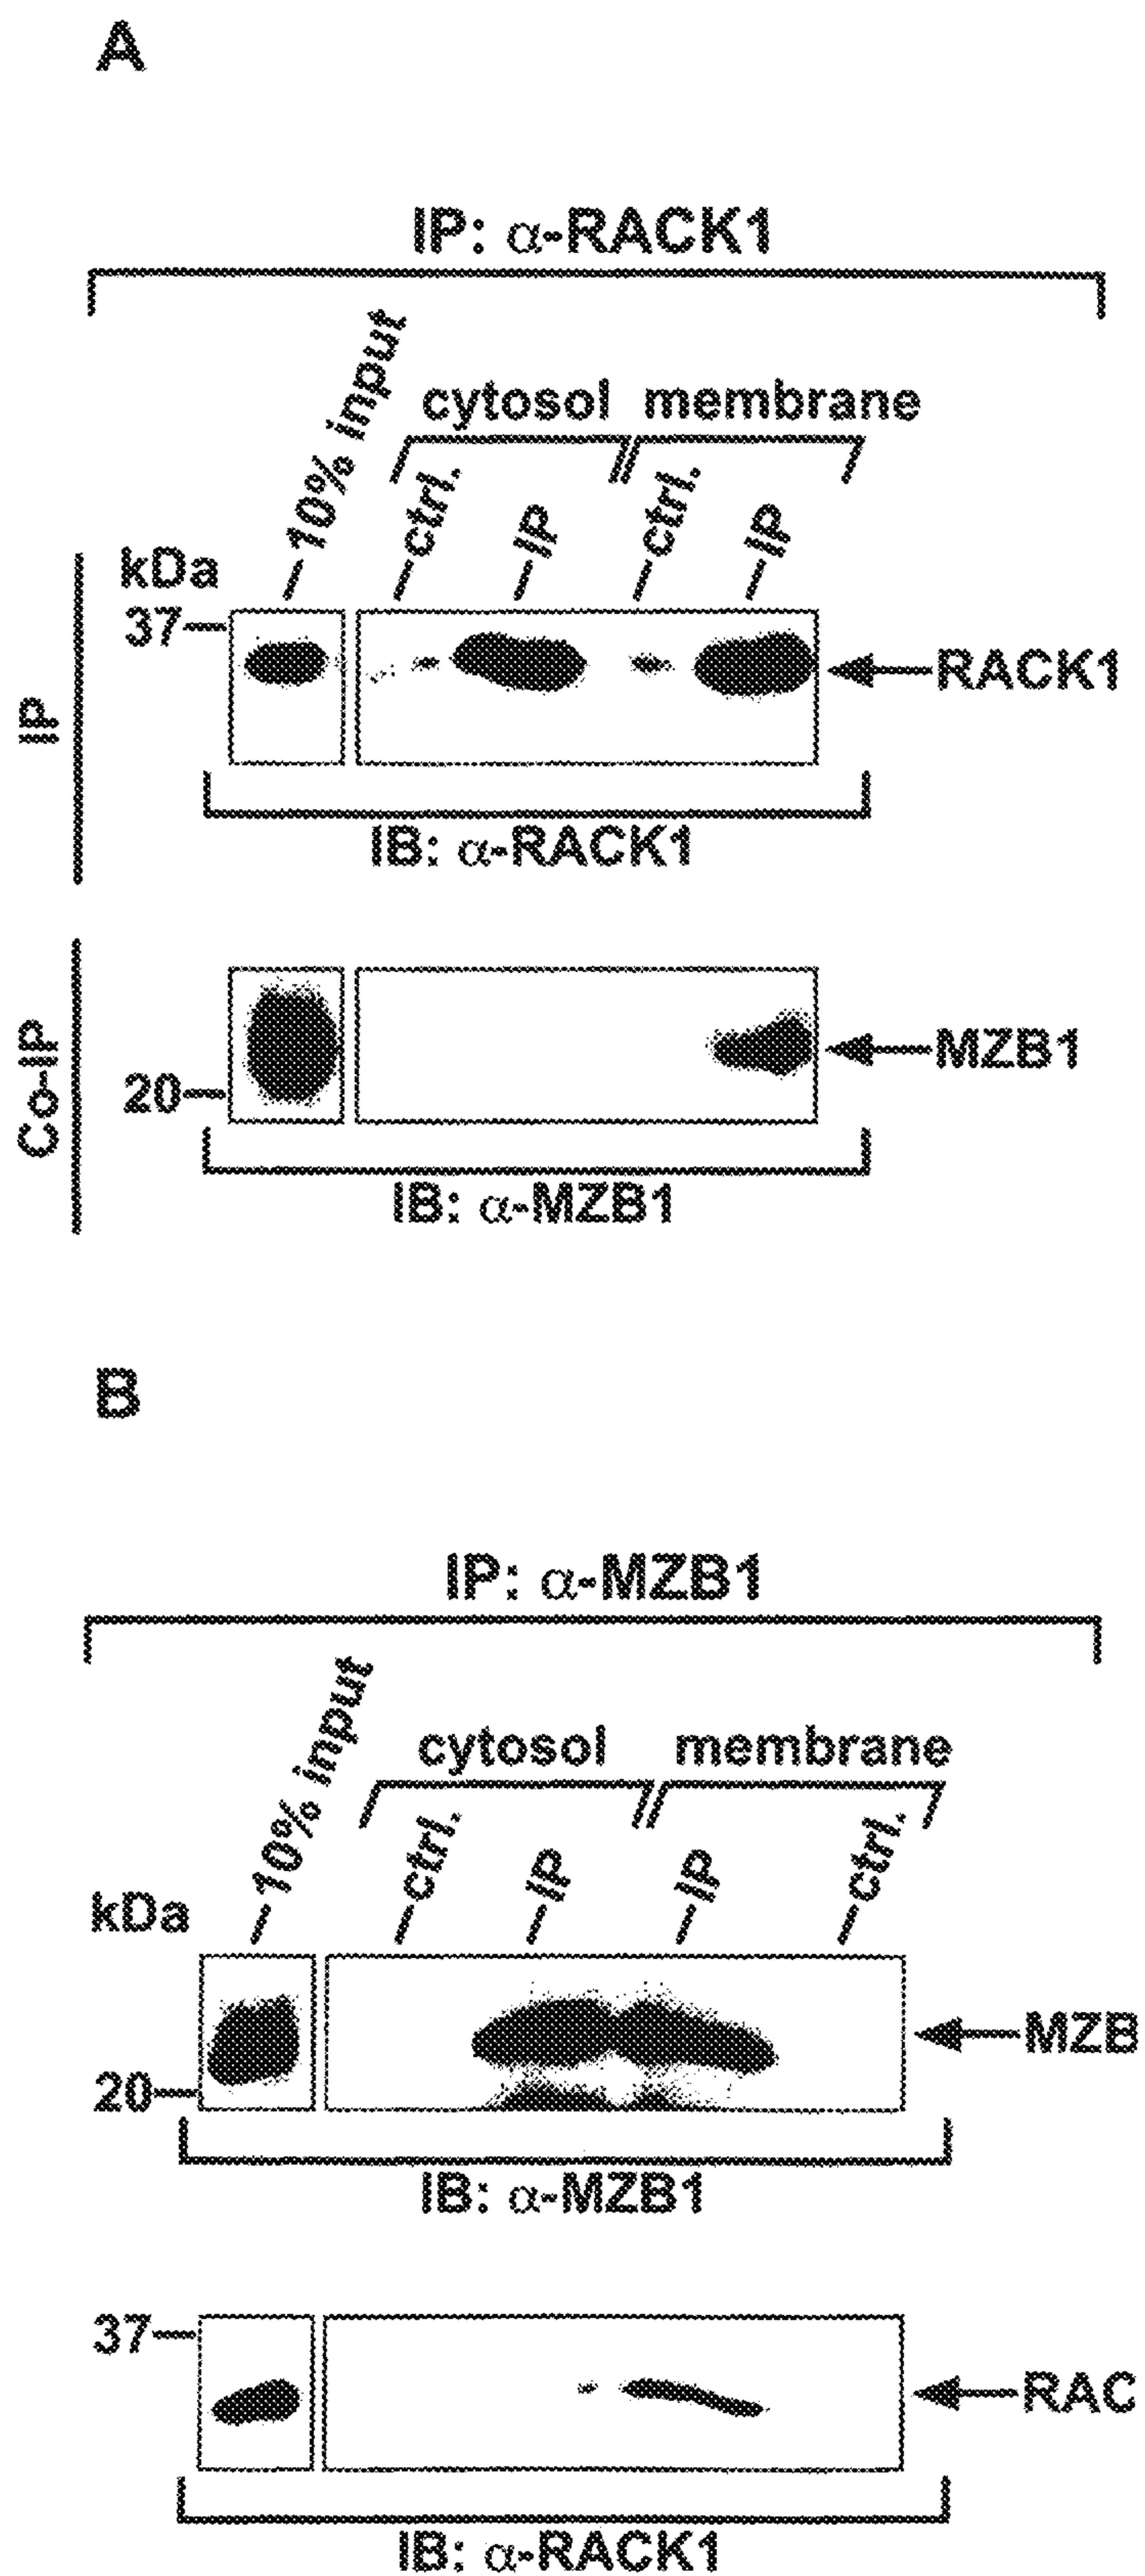 A
IP: α-RACK1
10% input
cytosol membrane
ctrl. IP ctrl. IP
kDa
37
RACK1
IP
IB: α-RACK1
Co-IP
MZB1
20
IB: α-MZB1
B
IP: α-MZB1
10% input
cytosol membrane
ctrl. IP IP ctrl.
kDa
MZB
20
IB: α-MZB1
37
RAC
IB: α-RACK1